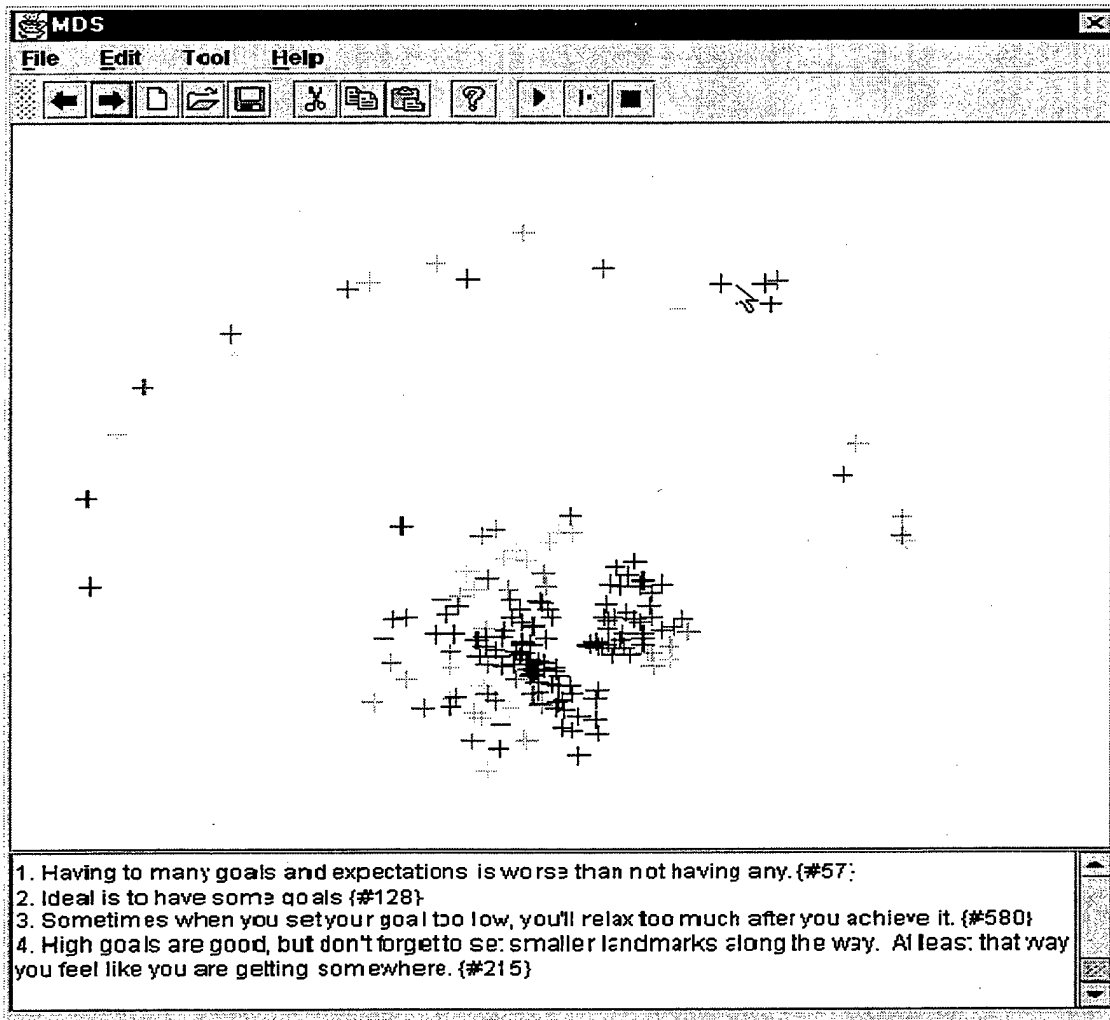 MDS
File Edit Tool Help
1. Having to many goals and expectations is worse than not having any. {#57}
2. Ideal is to have some goals {#128}
3. Sometimes when you set your goal too low, you'll relax too much after you achieve it. {#580}
4. High goals are good, but don't forget to set smaller landmarks along the way. At least that way
you feel like you are getting somewhere. {#215}